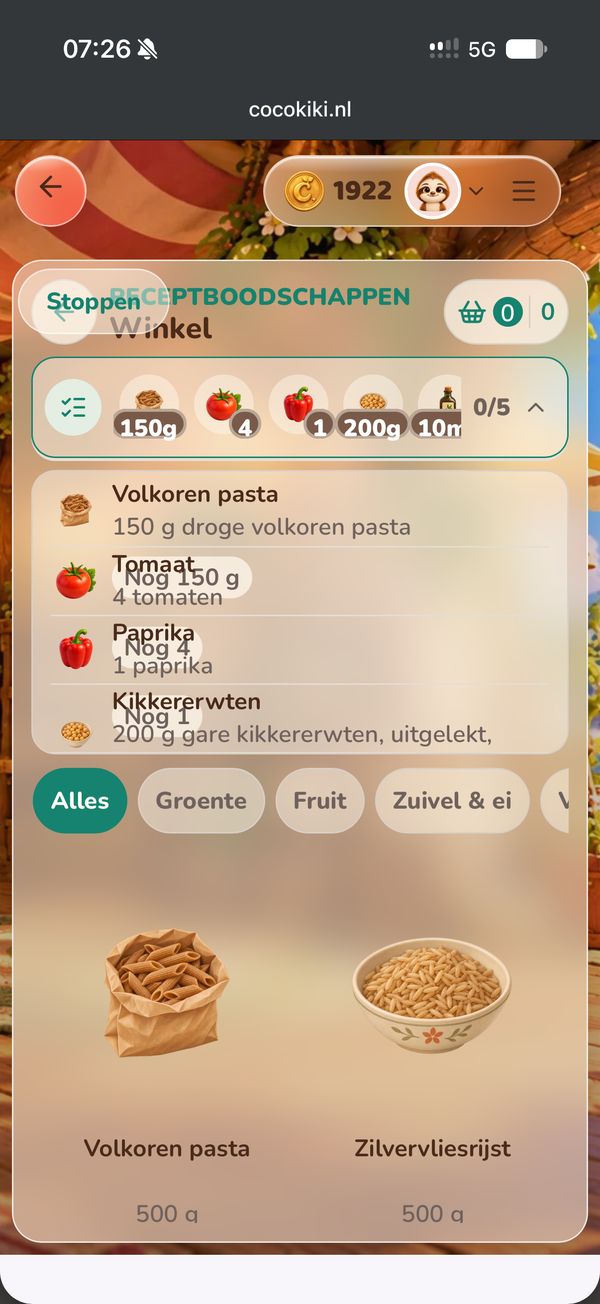 07:26
5G
cocokiki.nl
1922
Stoppen
RECEPTBOODSCHAPPEN
Winkel
0
0
150g
4
1
200g
10m
0/5
Volkoren pasta
150 g droge volkoren pasta
Nog 150 g
Tomaat
4 tomaten
Nog 4
Paprika
1 paprika
Nog 1
Kikkererwten
200 g gare kikkererwten, uitgelekt,
Alles
Groente
Fruit
Zuivel & ei
V
Volkoren pasta
Zilvervliesrijst
500 g
500 g